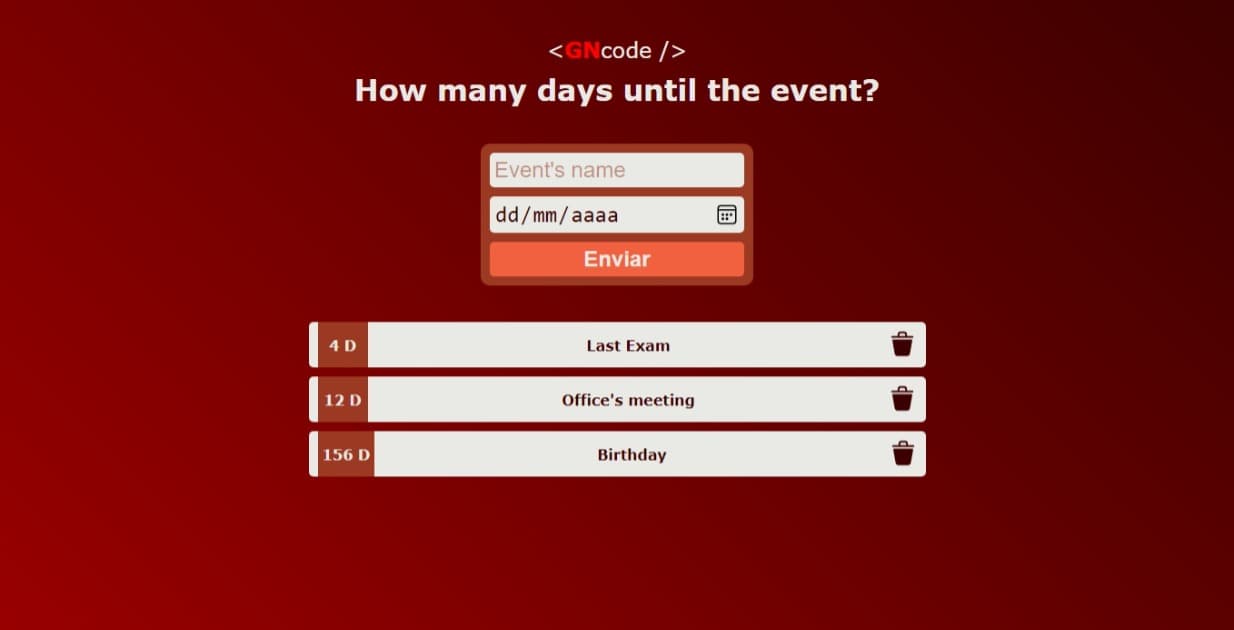 <GNcode />
How many days until the event?
Event's name
dd/mm/aaaa
Enviar
4 D Last Exam
12 D Office's meeting
156 D Birthday